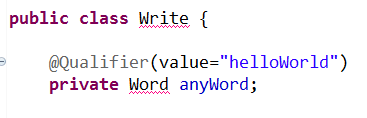 public class Write {
@Qualifier(value="helloWorld")
private Word anyWord;